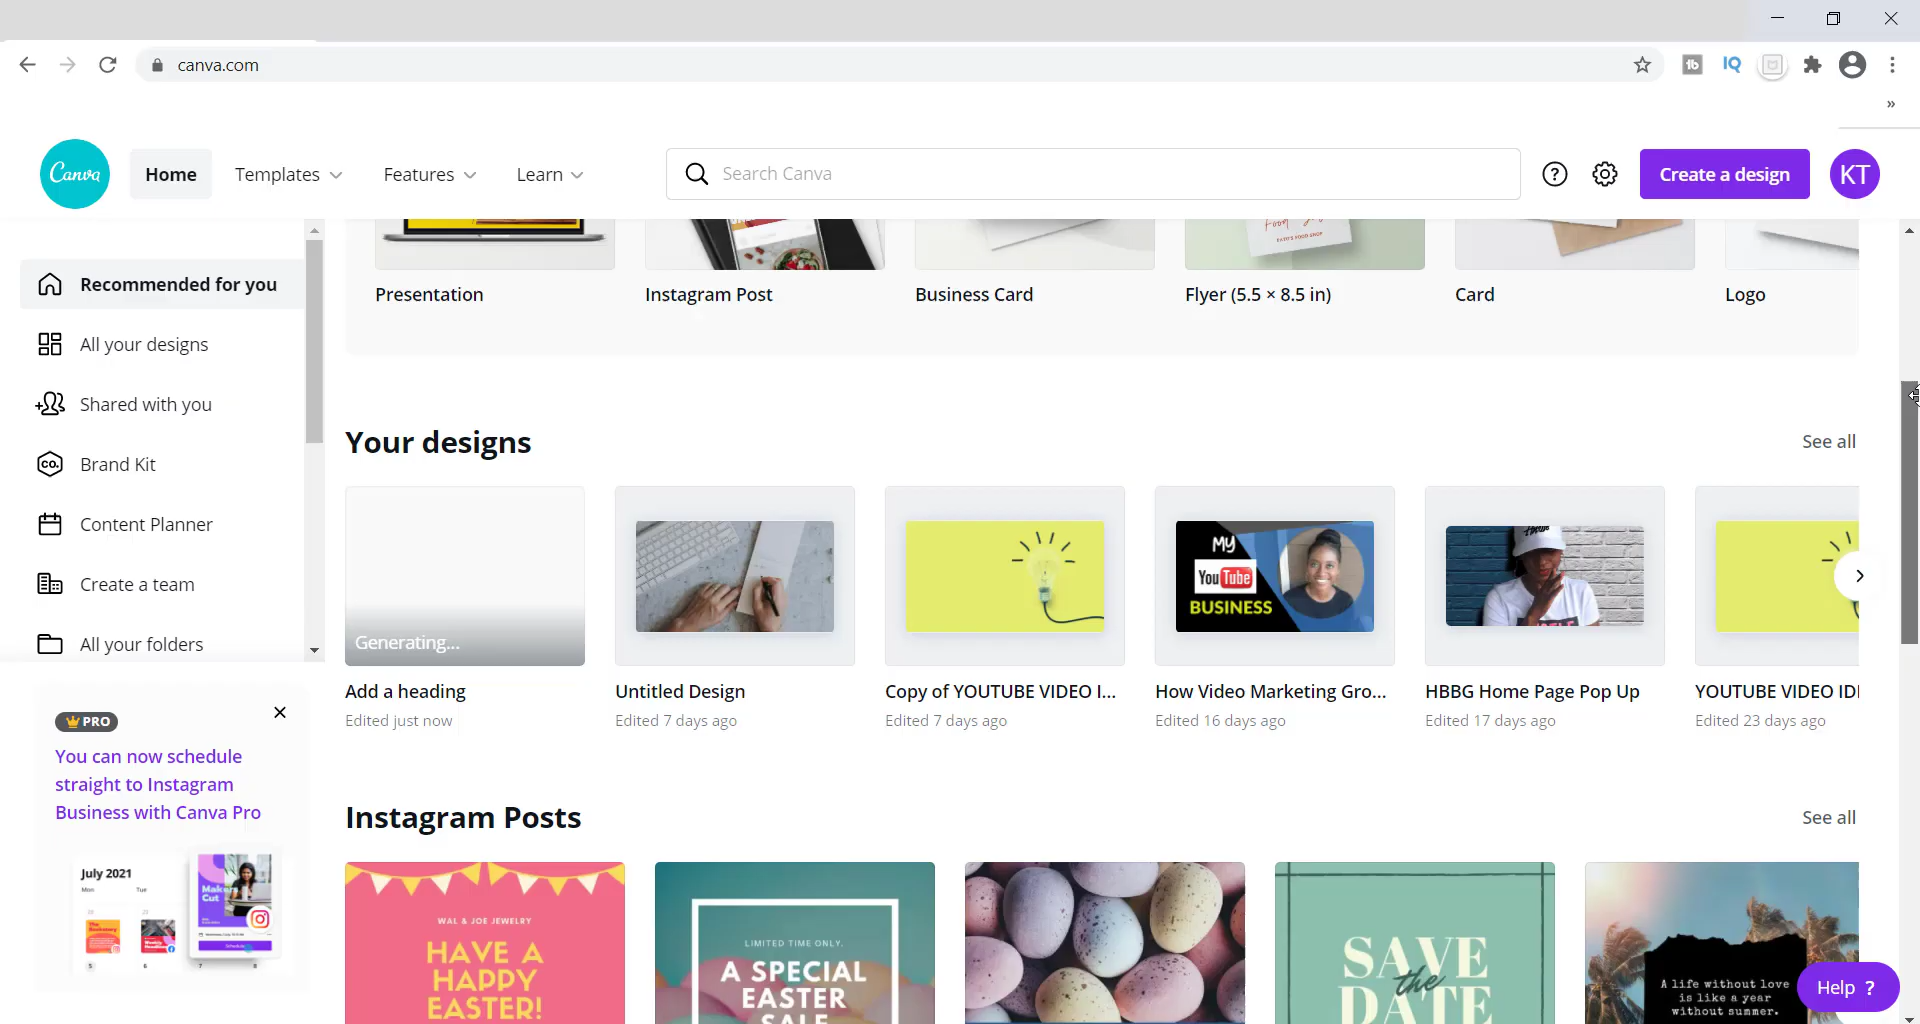 canva.com
»
Canva
Home
Templates
Features
Learn
Search Canva
Create a design
KT
Recommended for you
All your designs
Shared with you
Brand Kit
Content Planner
Create a team
All your folders
PRO
You can now schedule
straight to Instagram
Business with Canva Pro
July 2021
Mon
Tue
5
6
7
8
Presentation
Instagram Post
Business Card
Flyer (5.5 × 8.5 in)
Card
Logo
Your designs
See all
Generating...
MY
YouTube
BUSINESS
Add a heading
Edited just now
Untitled Design
Edited 7 days ago
Copy of YOUTUBE VIDEO I...
Edited 7 days ago
How Video Marketing Gro...
Edited 16 days ago
HBBG Home Page Pop Up
Edited 17 days ago
YOUTUBE VIDEO IDI
Edited 23 days ago
Instagram Posts
See all
WAL & JOE JEWELRY
HAVE A
HAPPY
EASTER!
LIMITED TIME ONLY.
A SPECIAL
EASTER
SALE
SAVE
the
DATE
A life without love
is like a year
without summer.
Help ?